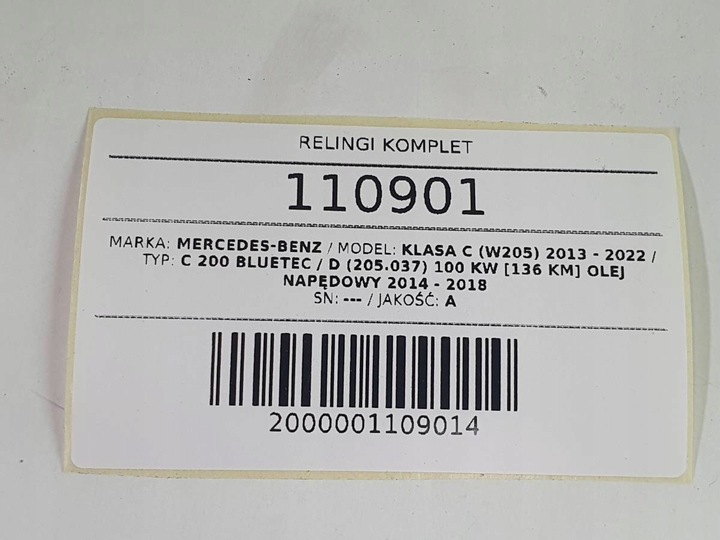 RELINGI KOMPLET
110901
MARKA: MERCEDES-BENZ / MODEL: KLASA C (W205) 2013 - 2022 /
TYP: C 200 BLUETEC / D (205.037) 100 KW [136 KM] OLEJ
NAPĘDOWY 2014 - 2018
SN: --- / JAKOŚĆ: A
2000001109014